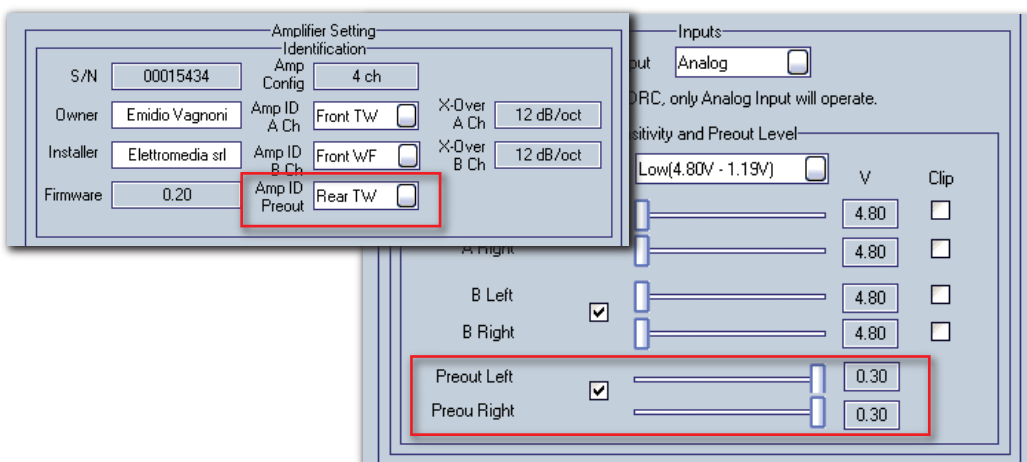 Amplifier Setting
Identification
S/N 00015434 Amp Config 4 ch
Owner Emidio Vagnoni Amp ID A Ch Front TW X-Over A Ch 12 dB/oct
Installer Elettromedia srl Amp ID B Ch Front WF X-Over B Ch 12 dB/oct
Firmware 0.20 Amp ID Preout Rear TW
Inputs
Analog
DRC, only Analog Input will operate.
and Preout Level
Low(4.80V - 1.19V) V Clip
4.80
A Right 4.80
B Left 4.80
B Right 4.80
Preout Left 0.30
Preou Right 0.30